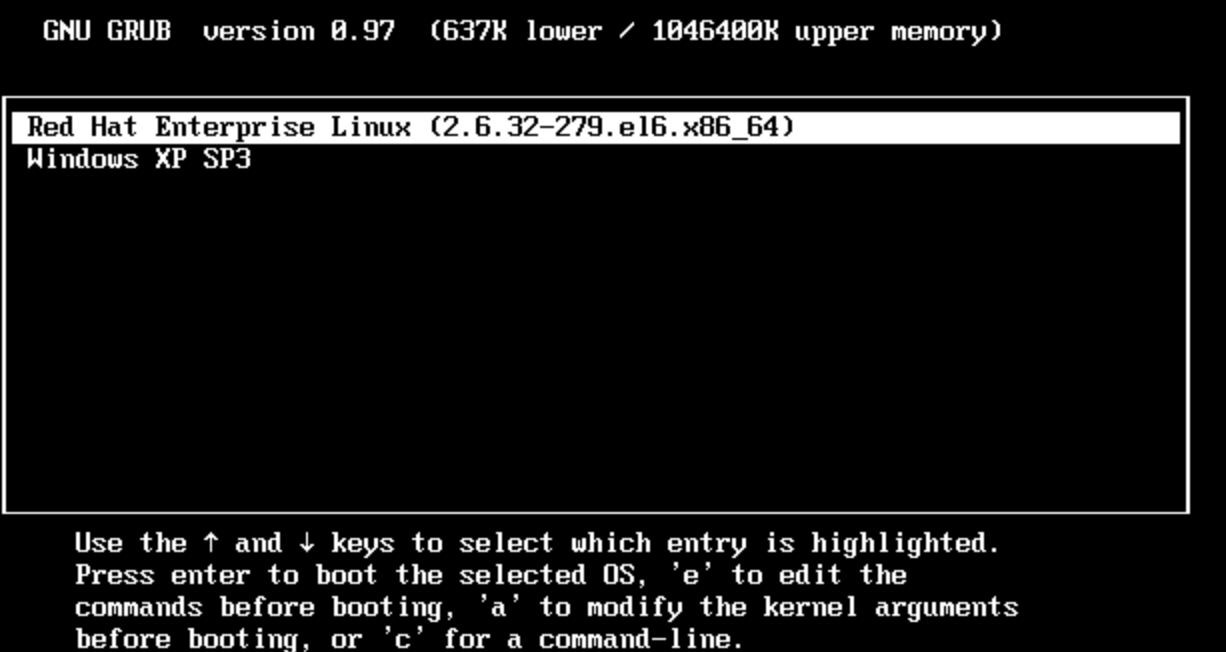 GNU GRUB version 0.97 (637K lower / 1046400K upper memory)
Red Hat Enterprise Linux (2.6.32-279.el6.x86_64)
Windows XP SP3
Use the ↑ and ↓ keys to select which entry is highlighted.
Press enter to boot the selected OS, 'e' to edit the
commands before booting, 'a' to modify the kernel arguments
before booting, or 'c' for a command-line.